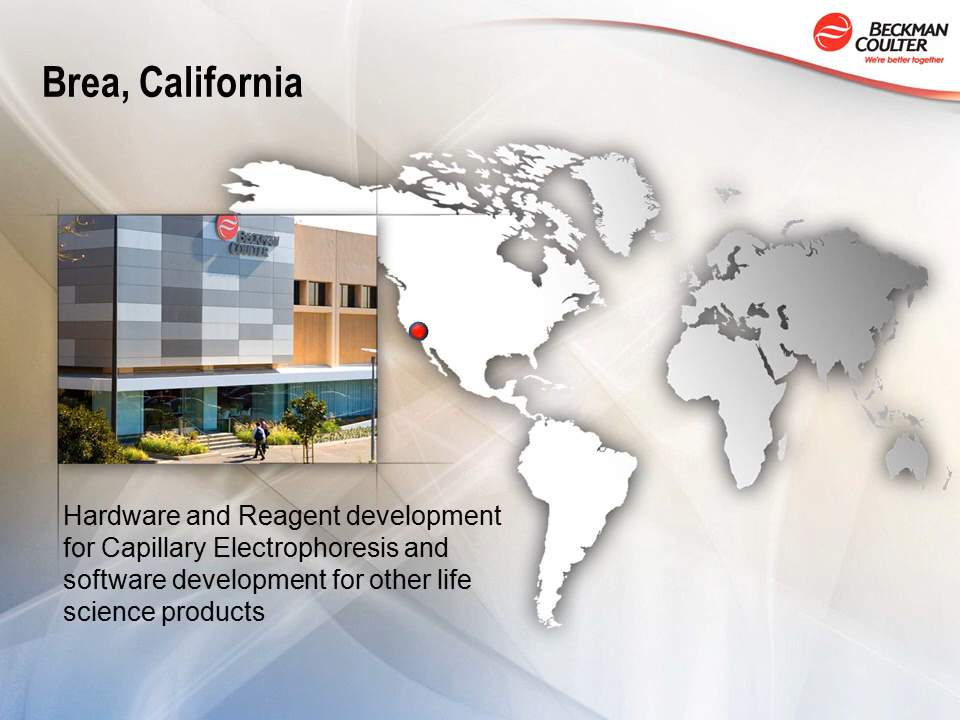 BECKMAN
COULTER
We're better together
Brea, California
BECKMAN
COULTER
Hardware and Reagent development
for Capillary Electrophoresis and
software development for other life
science products